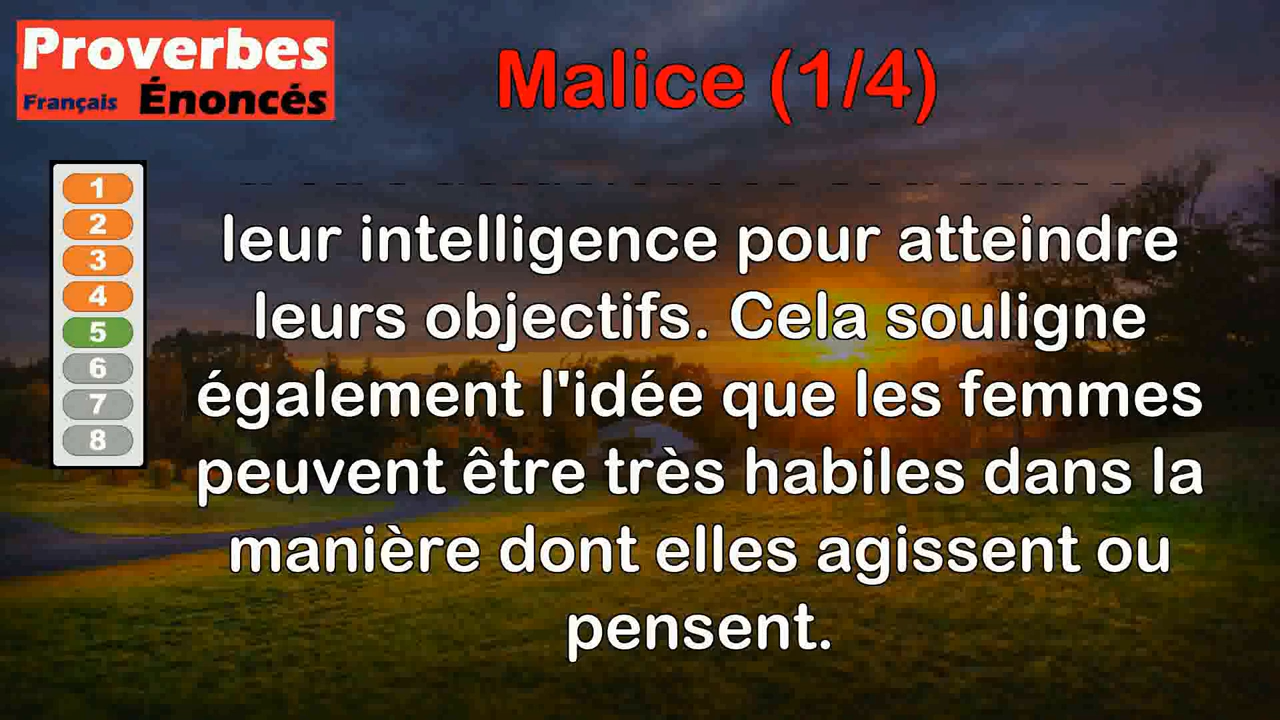 Proverbes
Français Énoncés
Malice (1/4)
1
2
3
4
5
6
7
8
leur intelligence pour atteindre
leurs objectifs. Cela souligne
également l'idée que les femmes
peuvent être très habiles dans la
manière dont elles agissent ou
pensent.